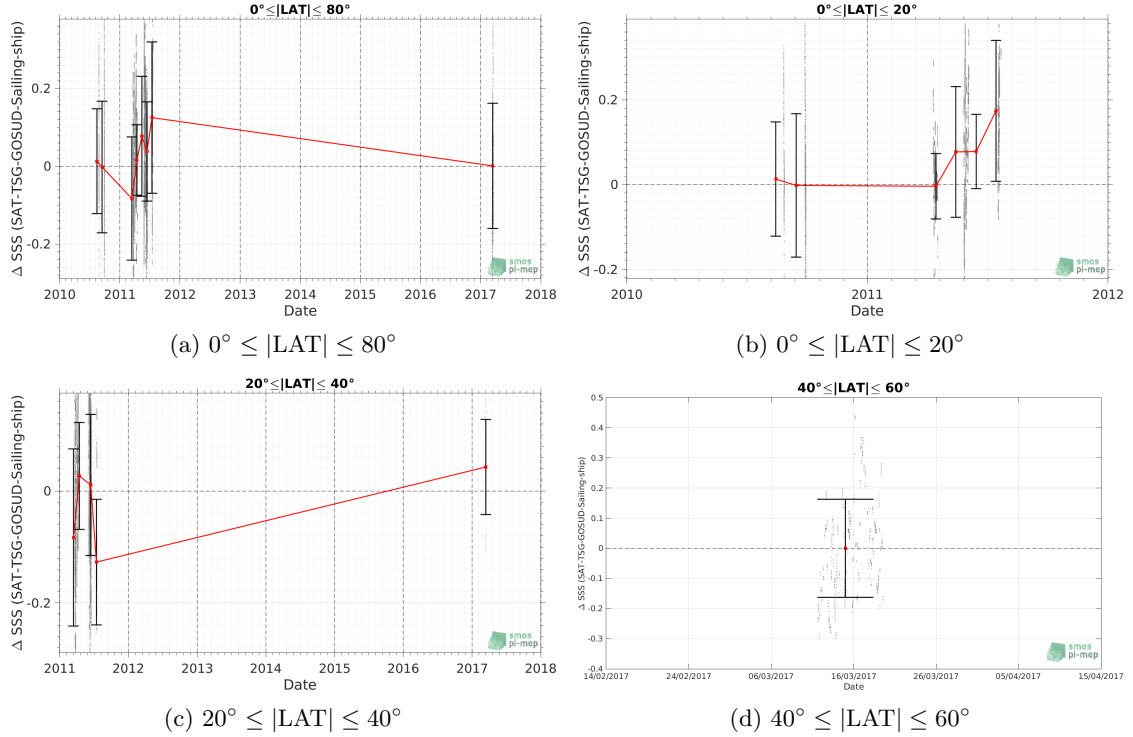 0°≤|LAT|≤ 80°
Δ SSS (SAT-TSG-GOSUD-Sailing-ship)
0.2
0
-0.2
2010 2011 2012 2013 2014 2015 2016 2017 2018
Date
smos
pi-mep
(a) 0° ≤ |LAT| ≤ 80°
0°≤|LAT|≤ 20°
Δ SSS (SAT-TSG-GOSUD-Sailing-ship)
0.2
0
-0.2
2010 2011 2012
Date
smos
pi-mep
(b) 0° ≤ |LAT| ≤ 20°
20°≤|LAT|≤ 40°
Δ SSS (SAT-TSG-GOSUD-Sailing-ship)
0
-0.2
2011 2012 2013 2014 2015 2016 2017 2018
Date
smos
pi-mep
(c) 20° ≤ |LAT| ≤ 40°
40°≤|LAT|≤ 60°
Δ SSS (SAT-TSG-GOSUD-Sailing-ship)
0.5
0.4
0.3
0.2
0.1
0
-0.1
-0.2
-0.3
-0.4
14/02/2017 24/02/2017 06/03/2017 16/03/2017 26/03/2017 05/04/2017 15/04/2017
Date
smos
pi-mep
(d) 40° ≤ |LAT| ≤ 60°